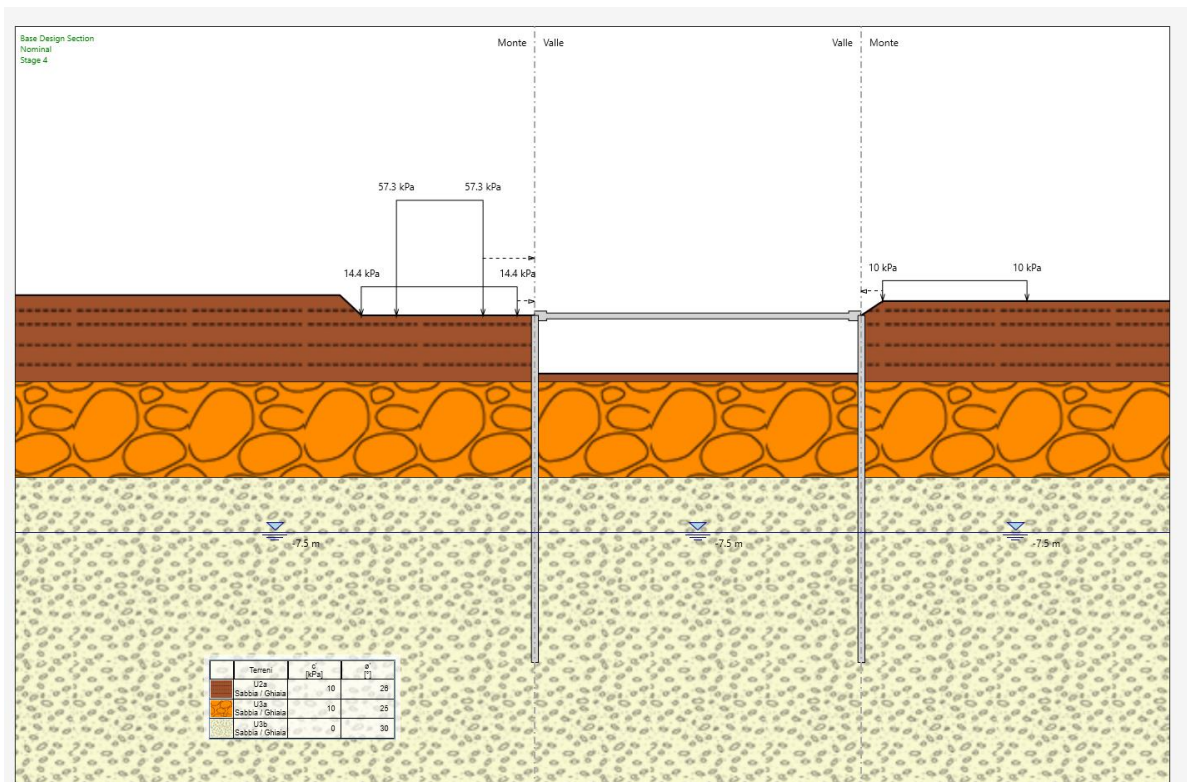 Base Design Section
Nominal
Stage 4
Monte
Valle
Valle
Monte
57.3 kPa
57.3 kPa
14.4 kPa
14.4 kPa
10 kPa
10 kPa
-7.5 m
-7.5 m
-7.5 m
Terreni c' ø'
[kPa] [°]
U2a
Sabbia / Ghiaia 10 26
U3a
Sabbia / Ghiaia 10 25
U3b
Sabbia / Ghiaia 0 30